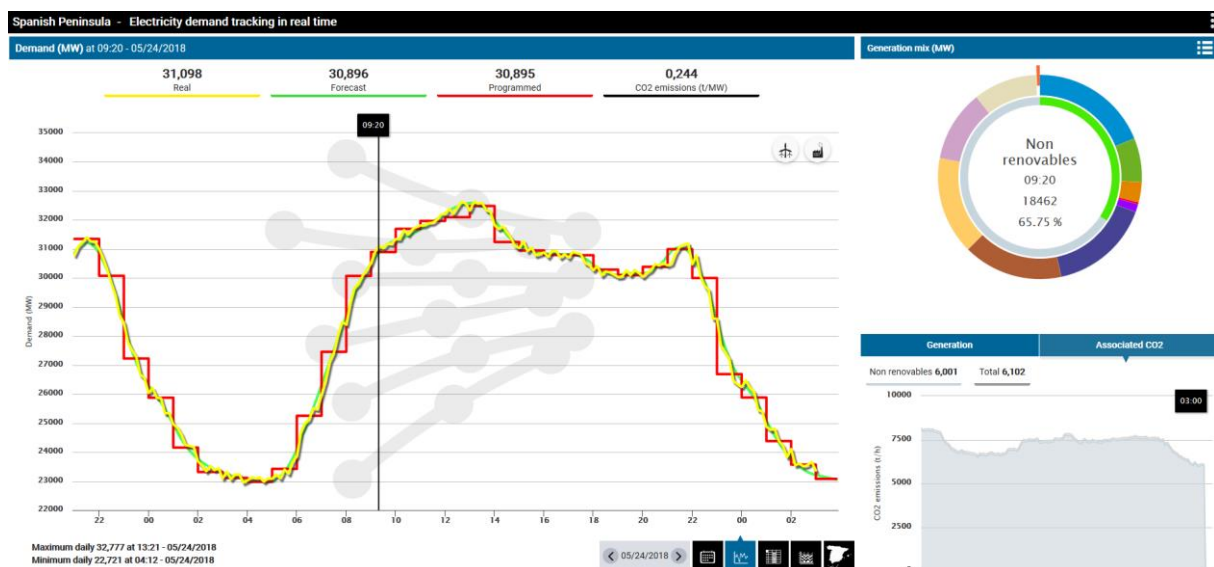 Spanish Peninsula - Electricity demand tracking in real time
Demand (MW) at 09:20 - 05/24/2018
31,098
30,896
30,895
0,244
Real
Forecast
Programmed
CO2 emissions (t/MW)
09:20
35000
34000
33000
32000
31000
30000
29000
28000
27000
26000
25000
24000
23000
22000
Demand (MW)
22 00 02 04 06 08 10 12 14 16 18 20 22 00 02
Maximum daily 32,777 at 13:21 - 05/24/2018
Minimum daily 22,721 at 04:12 - 05/24/2018
05/24/2018
Generation mix (MW)
Non
renovables
09:20
18462
65.75 %
Generation
Associated CO2
Non renovables 6,001
Total 6,102
03:00
10000
7500
5000
2500
CO2 emissions (t/h)